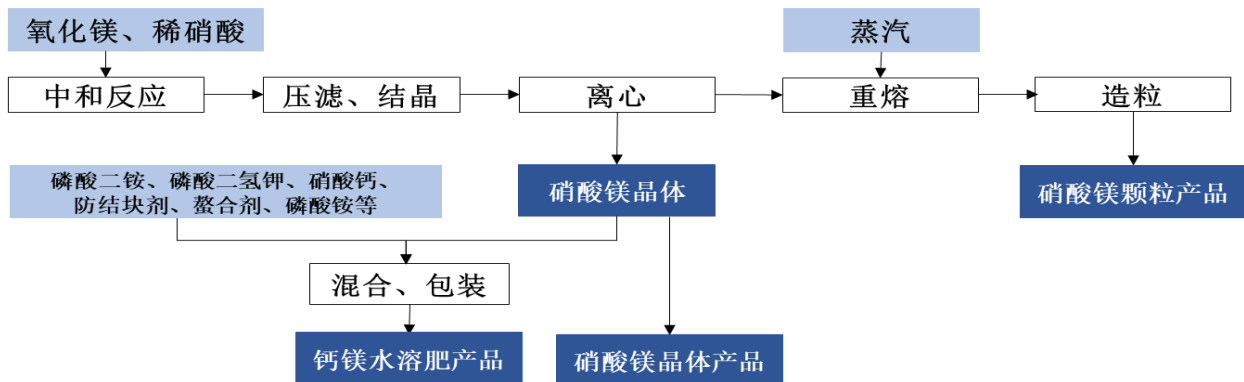 氧化镁、稀硝酸
蒸汽
中和反应
压滤、结晶
离心
重熔
造粒
磷酸二铵、磷酸二氢钾、硝酸钙、
防结块剂、螯合剂、磷酸铵等
硝酸镁晶体
硝酸镁颗粒产品
混合、包装
钙镁水溶肥产品
硝酸镁晶体产品